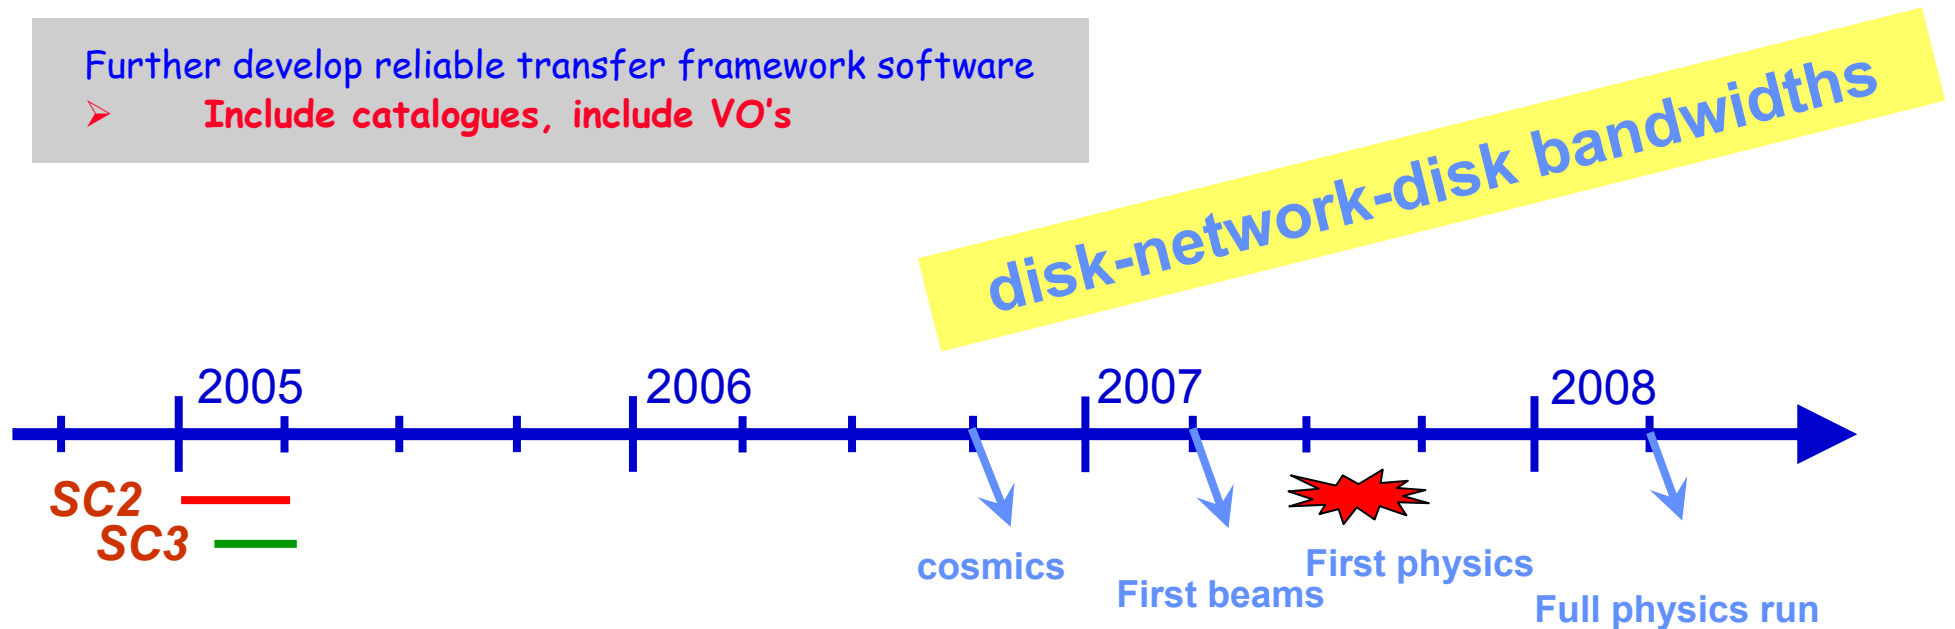 Further develop reliable transfer framework software
➢ Include catalogues, include VO's
disk-network-disk bandwidths
2005 2006 2007 2008
SC2
SC3
cosmics
First beams
First physics
Full physics run